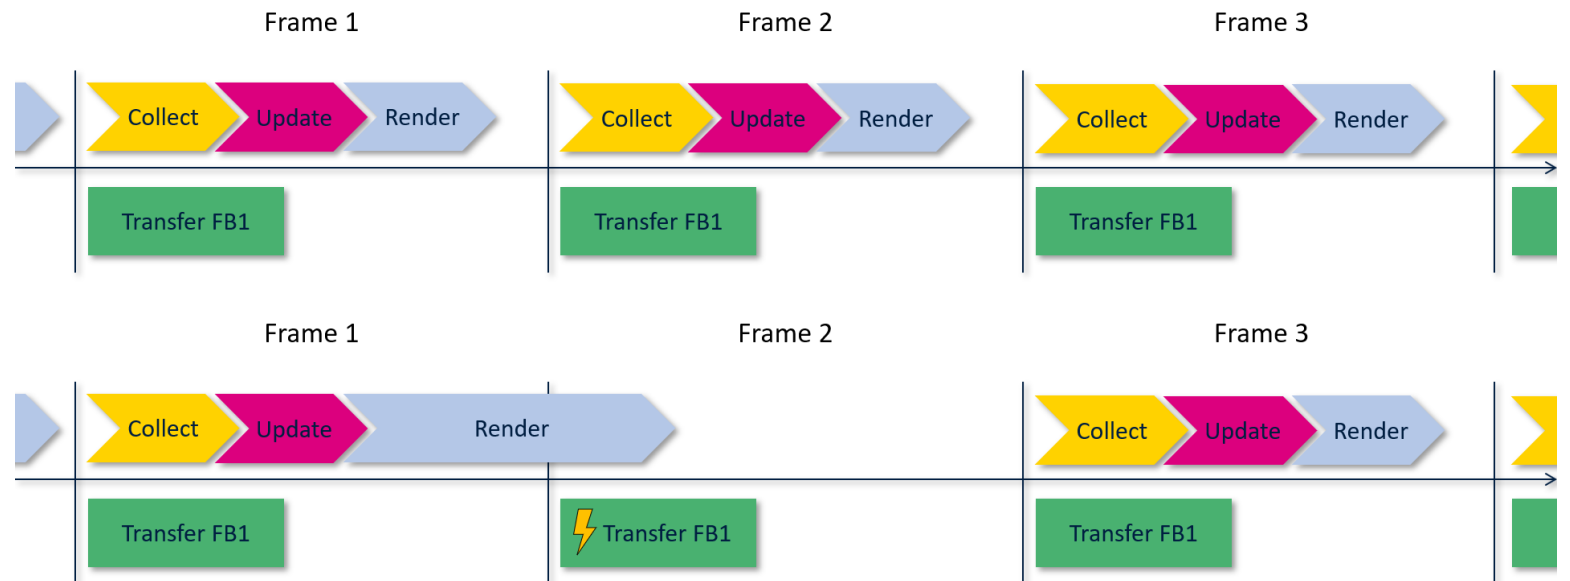 Frame 1
Frame 2
Frame 3
Collect
Update
Render
Collect
Update
Render
Collect
Update
Render
Transfer FB1
Transfer FB1
Transfer FB1
Frame 1
Frame 2
Frame 3
Collect
Update
Render
Collect
Update
Render
Transfer FB1
Transfer FB1
Transfer FB1